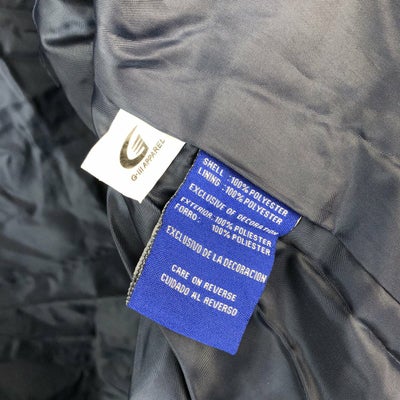 G-III APPAREL
SHELL :100% POLYESTER
LINING :100% POLYESTER
EXCLUSIVE OF DECORATION
EXTERIOR:100% POLIESTER
FORRO: 100% POLIESTER
EXCLUSIVO DE LA DECORACION
CARE ON REVERSE
CUIDADO AL REVERSO